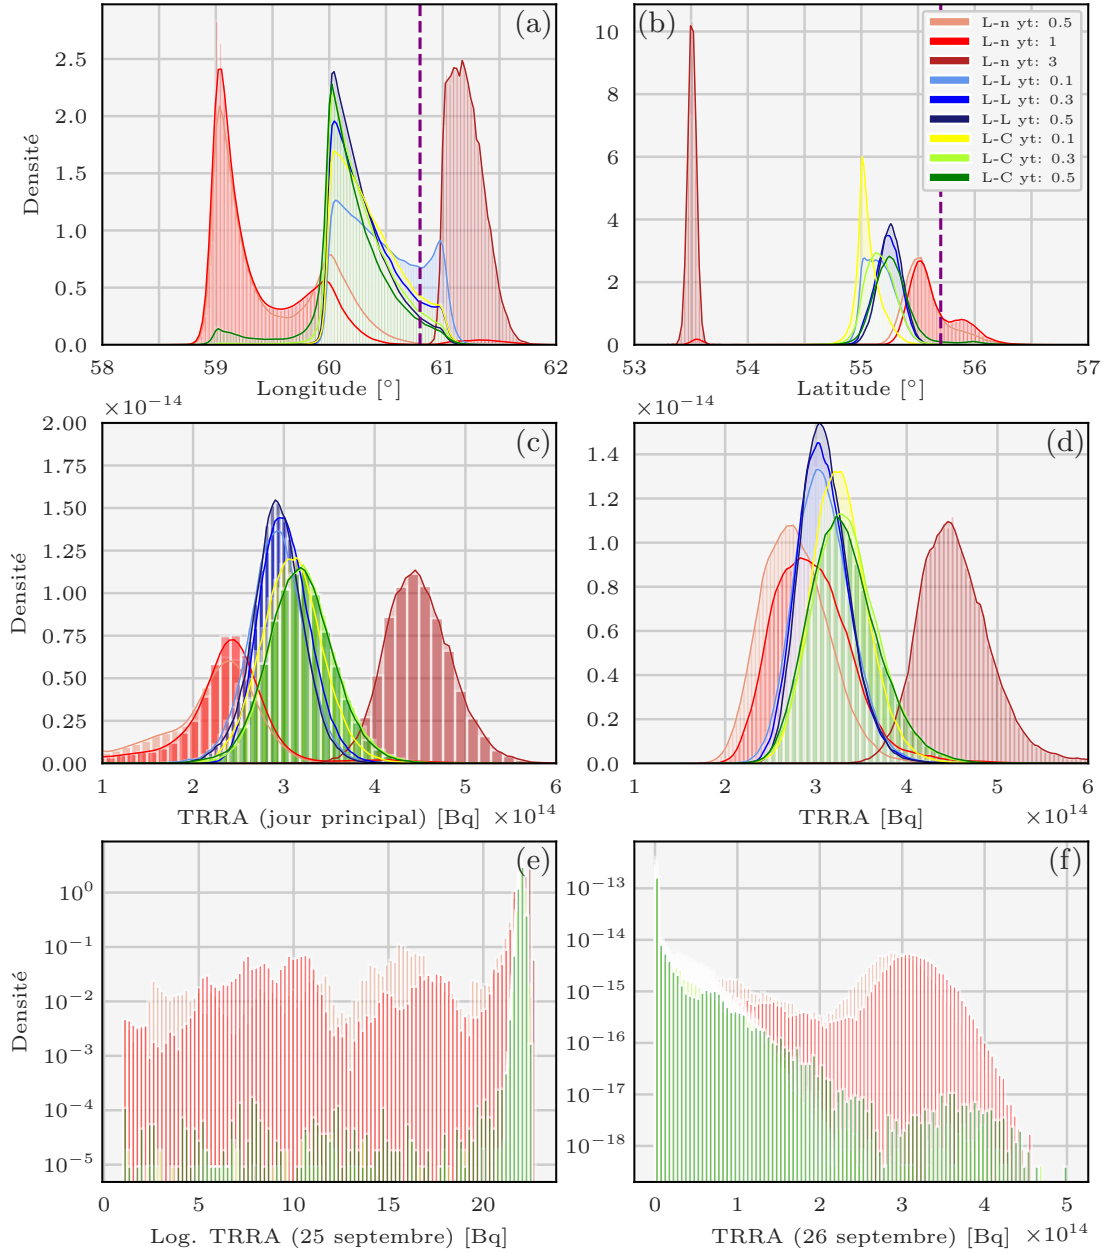 (a)
Densité
2.5
2.0
1.5
1.0
0.5
0.0
58 59 60 61 62
Longitude [°]
(b)
10
8
6
4
2
0
53 54 55 56 57
Latitude [°]
L-n yt: 0.5
L-n yt: 1
L-n yt: 3
L-L yt: 0.1
L-L yt: 0.3
L-L yt: 0.5
L-C yt: 0.1
L-C yt: 0.3
L-C yt: 0.5
×10⁻¹⁴
(c)
Densité
2.00
1.75
1.50
1.25
1.00
0.75
0.50
0.25
0.00
1 2 3 4 5 6
TRRA (jour principal) [Bq] ×10¹⁴
×10⁻¹⁴
(d)
1.4
1.2
1.0
0.8
0.6
0.4
0.2
0.0
1 2 3 4 5 6
TRRA [Bq] ×10¹⁴
(e)
Densité
10⁰
10⁻¹
10⁻²
10⁻³
10⁻⁴
10⁻⁵
0 5 10 15 20
Log. TRRA (25 septembre) [Bq]
(f)
10⁻¹³
10⁻¹⁴
10⁻¹⁵
10⁻¹⁶
10⁻¹⁷
10⁻¹⁸
0 1 2 3 4 5
TRRA (26 septembre) [Bq] ×10¹⁴